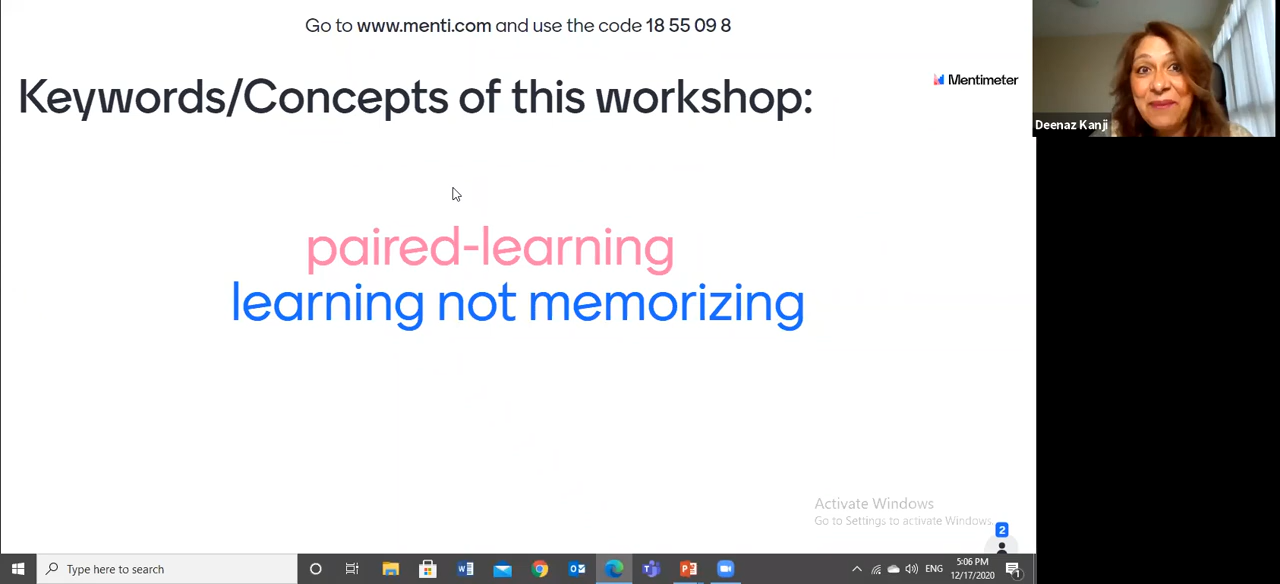 Go to www.menti.com and use the code 18 55 09 8
Keywords/Concepts of this workshop:
Mentimeter
Deenaz Kanji
paired-learning
learning not memorizing
Activate Windows
Go to Settings to activate Windows.
2
Type here to search
ENG
5:06 PM
12/17/2020
1